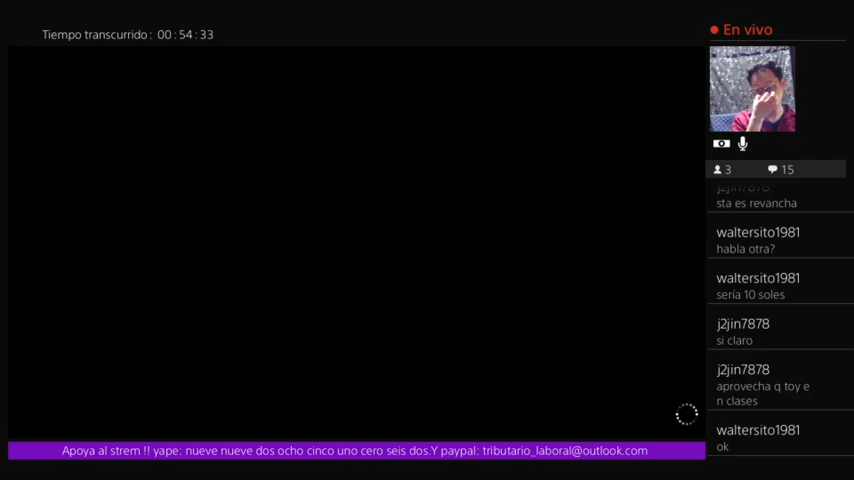 Tiempo transcurrido: 00:54:33
En vivo
3 15
j2jin7878
sta es revancha
waltersito1981
habla otra?
waltersito1981
sería 10 soles
j2jin7878
si claro
j2jin7878
aprovecha q toy e
n clases
waltersito1981
ok
Apoya al strem !! yape: nueve nueve dos ocho cinco uno cero seis dos.Y paypal: tributario_laboral@outlook.com